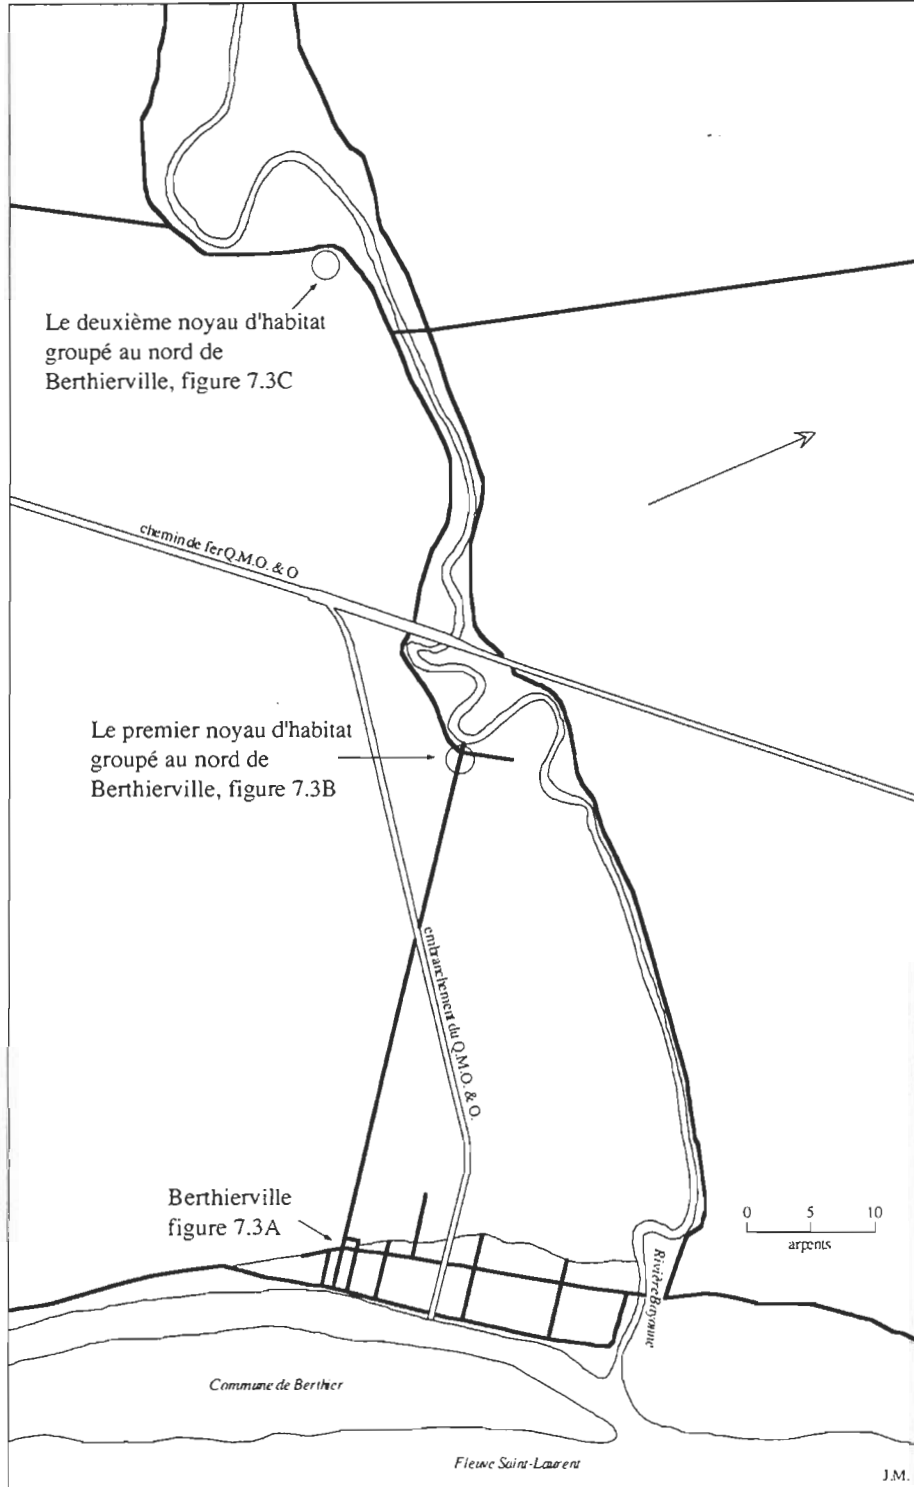 Le deuxième noyau d'habitat
groupé au nord de
Berthierville, figure 7.3C
chemin de fer Q.M.O. & O
Le premier noyau d'habitat
groupé au nord de
Berthierville, figure 7.3B
embranchement du Q.M.O. & O.
Berthierville
figure 7.3A
0 5 10
arpents
Rivière Bayonne
Commune de Berthier
Fleuve Saint-Laurent
J.M.